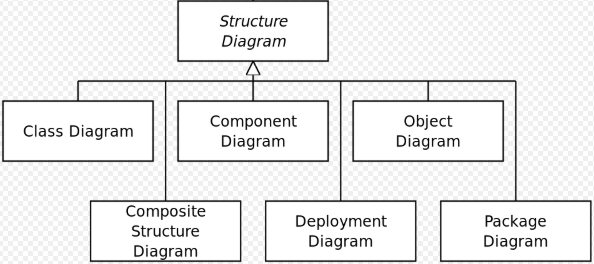 Structure
Diagram
Class Diagram
Component
Diagram
Object
Diagram
Composite
Structure
Diagram
Deployment
Diagram
Package
Diagram